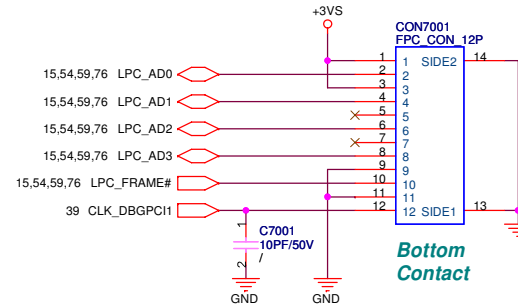 +3VS
CON7001
FPC_CON_12P
1 1 SIDE2 14
15,54,59,76 LPC_AD0 2 2
3 3
15,54,59,76 LPC_AD1 4 4
5 5
15,54,59,76 LPC_AD2 6 6
7 7
15,54,59,76 LPC_AD3 8 8
9 9
15,54,59,76 LPC_FRAME# 10 10
11 11
39 CLK_DBGPCI1 12 12 SIDE1 13
1 C7001
10PF/50V
/
2
GND
GND
Bottom
Contact